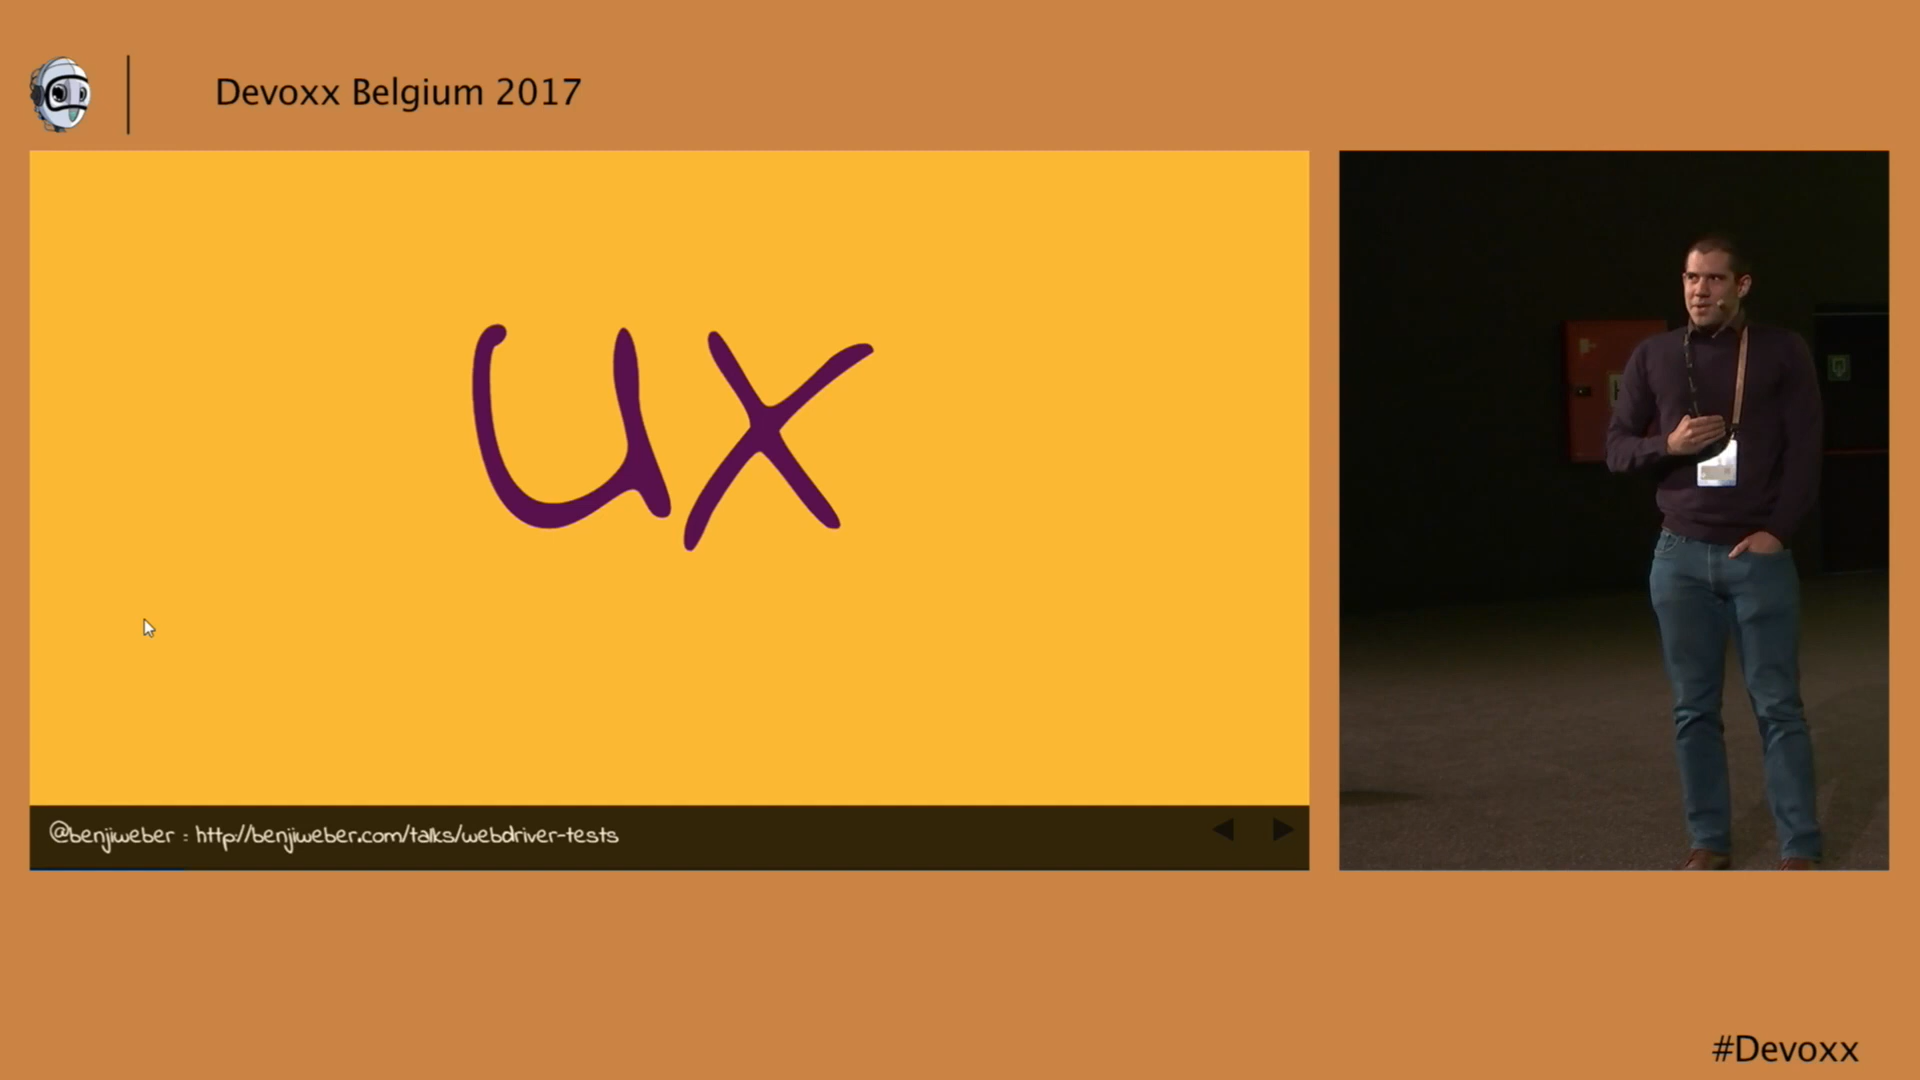 Devoxx Belgium 2017
UX
@benjiweber : http://benjiweber.com/talks/webdriver-tests
#Devoxx